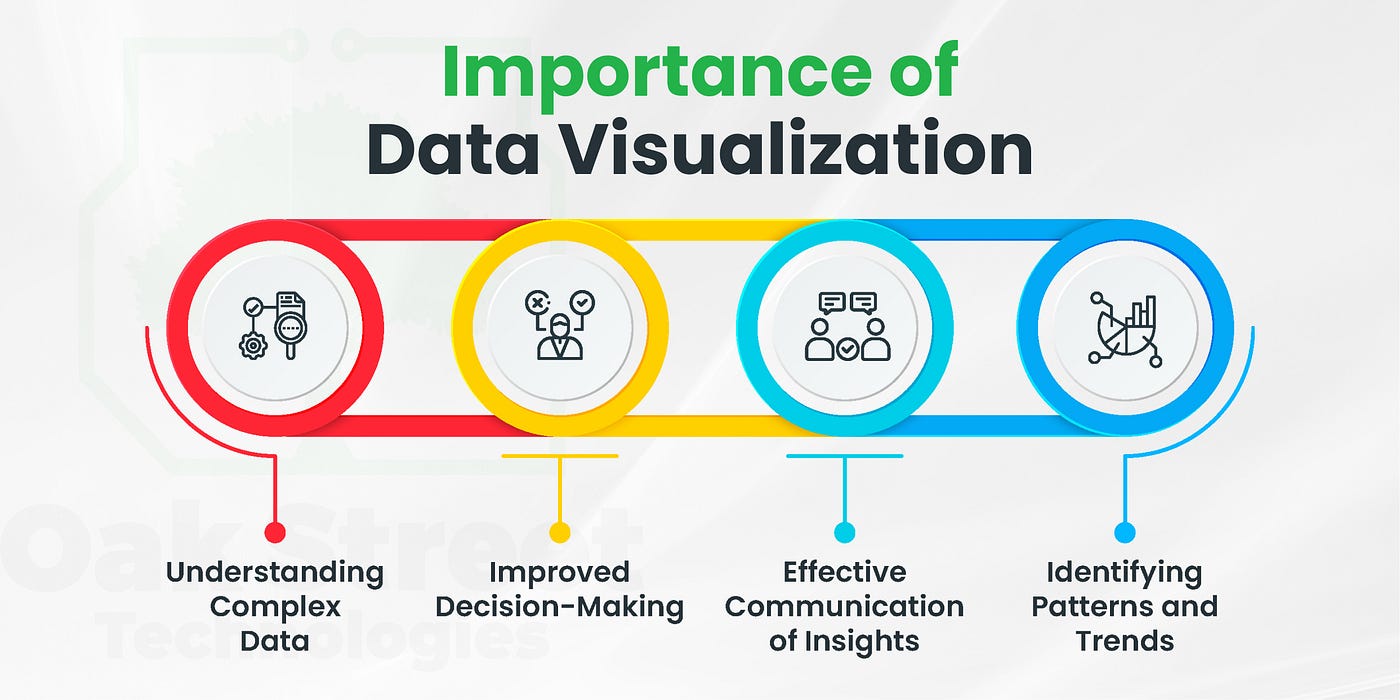 Importance of
Data Visualization
Understanding
Complex
Data
Improved
Decision-Making
Effective
Communication
of Insights
Identifying
Patterns and
Trends
Oak Street
Technologies